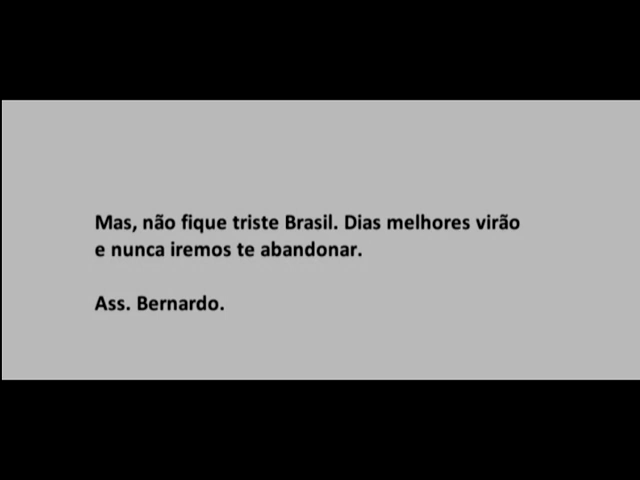 Mas, não fique triste Brasil. Dias melhores virão
e nunca iremos te abandonar.
Ass. Bernardo.